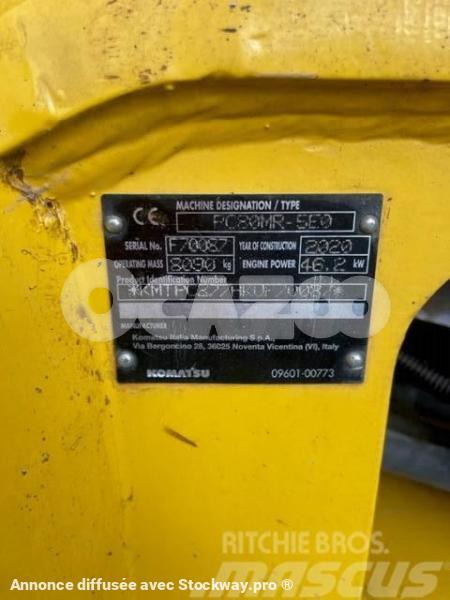 MACHINE DESIGNATION / TYPE
CE PC80MR-5E0
SERIAL No. F70087 YEAR OF CONSTRUCTION 2020
OPERATING MASS 8090 kg ENGINE POWER 46.2 kW
Product Identification Number
MANUFACTURER
Komatsu Italia Manufacturing S.p.A.,
Via Bergoncino 28, 36025 Noventa Vicentina (VI), Italy
KOMATSU 09601-00773
OCAZOO
RITCHIE BROS.
MASCUS
Annonce diffusée avec Stockway.pro ®